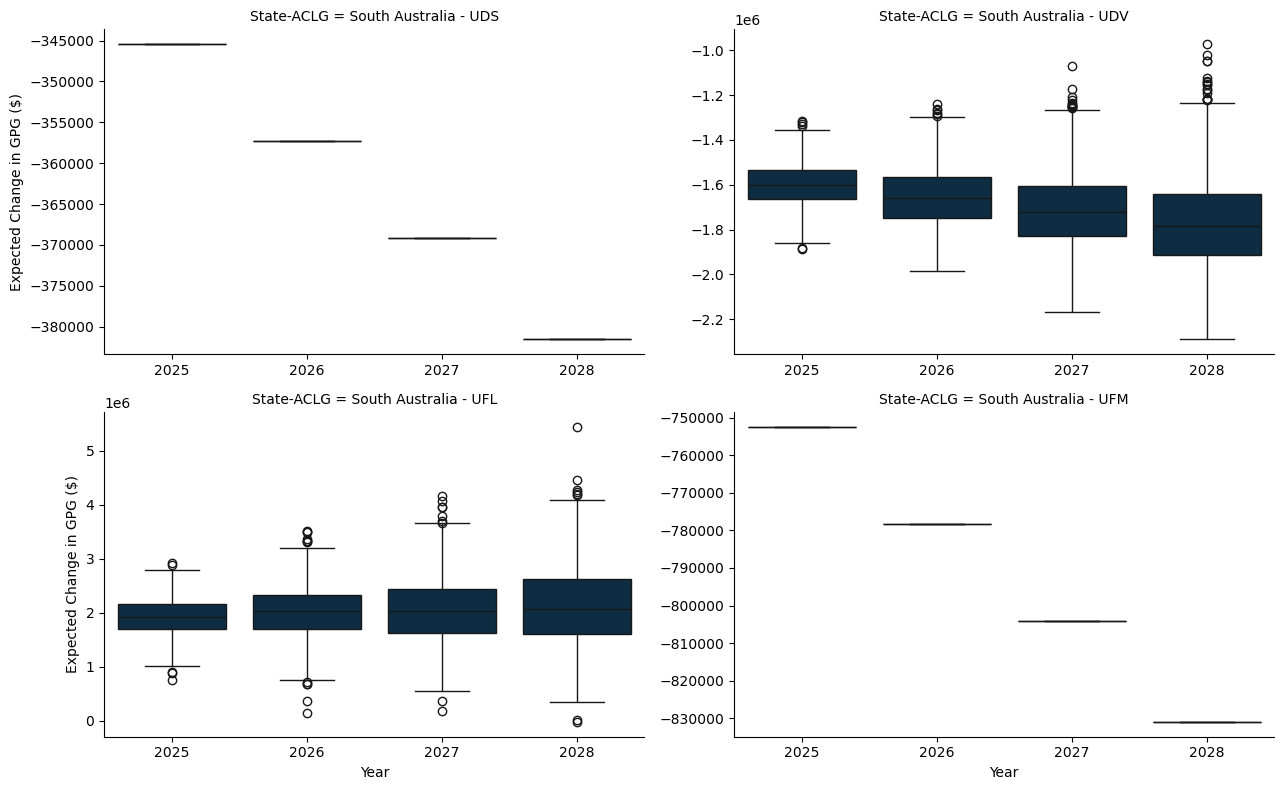 State-ACLG = South Australia - UDS
−345000
−350000
−355000
−360000
−365000
−370000
−375000
−380000
Expected Change in GPG ($)
2025 2026 2027 2028
State-ACLG = South Australia - UDV
1e6
−1.0
−1.2
−1.4
−1.6
−1.8
−2.0
−2.2
2025 2026 2027 2028
State-ACLG = South Australia - UFL
1e6
5
4
3
2
1
0
Expected Change in GPG ($)
2025 2026 2027 2028
Year
State-ACLG = South Australia - UFM
−750000
−760000
−770000
−780000
−790000
−800000
−810000
−820000
−830000
2025 2026 2027 2028
Year